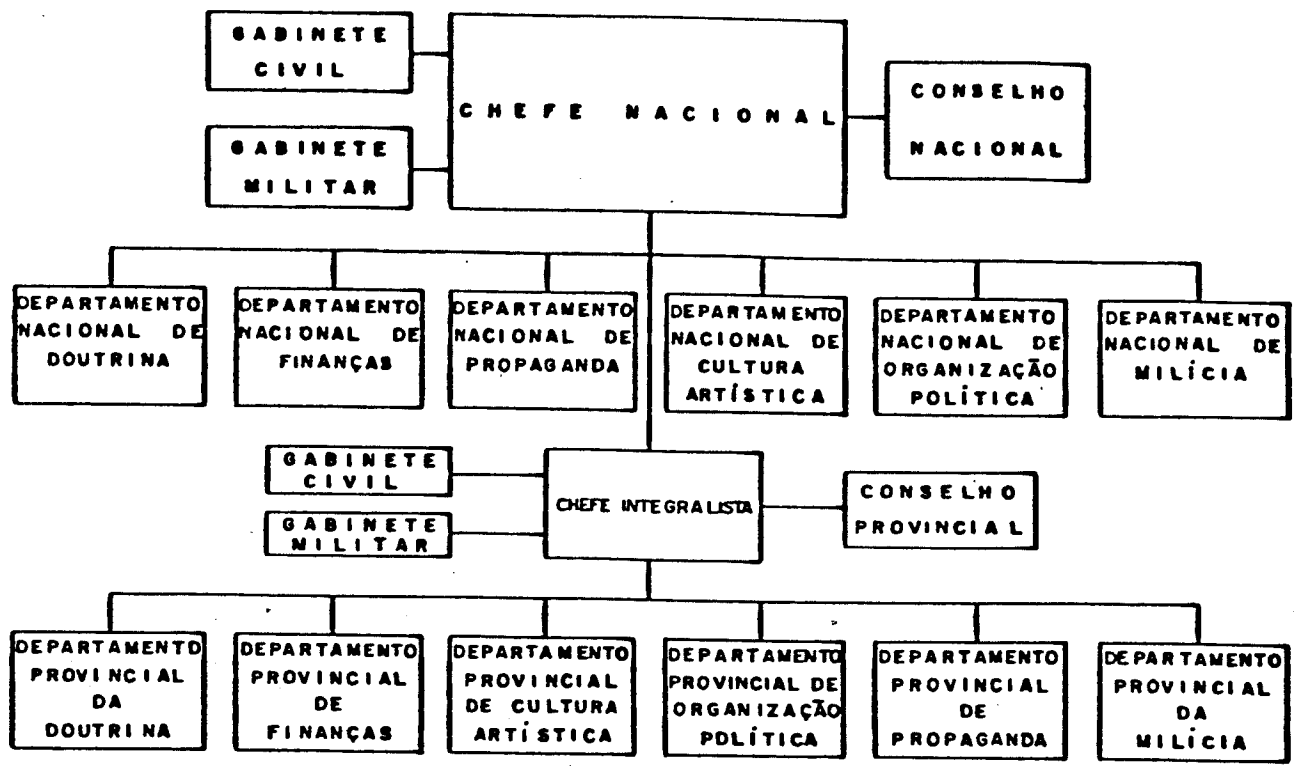 GABINETE
CIVIL
CHEFE NACIONAL
CONSELHO
NACIONAL
GABINETE
MILITAR
DEPARTAMENTO
NACIONAL DE
DOUTRINA
DEPARTAMENTO
NACIONAL DE
FINANÇAS
DEPARTAMENTO
NACIONAL DE
PROPAGANDA
DEPARTAMENTO
NACIONAL DE
CULTURA
ARTÍSTICA
DEPARTAMENTO
NACIONAL DE
ORGANIZAÇÃO
POLÍTICA
DEPARTAMENTO
NACIONAL DE
MILÍCIA
GABINETE
CIVIL
CHEFE INTEGRALISTA
CONSELHO
PROVINCIAL
GABINETE
MILITAR
DEPARTAMENTO
PROVINCIAL
DA
DOUTRINA
DEPARTAMENTO
PROVINCIAL
DE
FINANÇAS
DEPARTAMENTO
PROVINCIAL
DE CULTURA
ARTÍSTICA
DEPARTAMENTO
PROVINCIAL DE
ORGANIZAÇÃO
POLÍTICA
DEPARTAMENTO
PROVINCIAL
DE
PROPAGANDA
DEPARTAMENTO
PROVINCIAL
DA
MILÍCIA